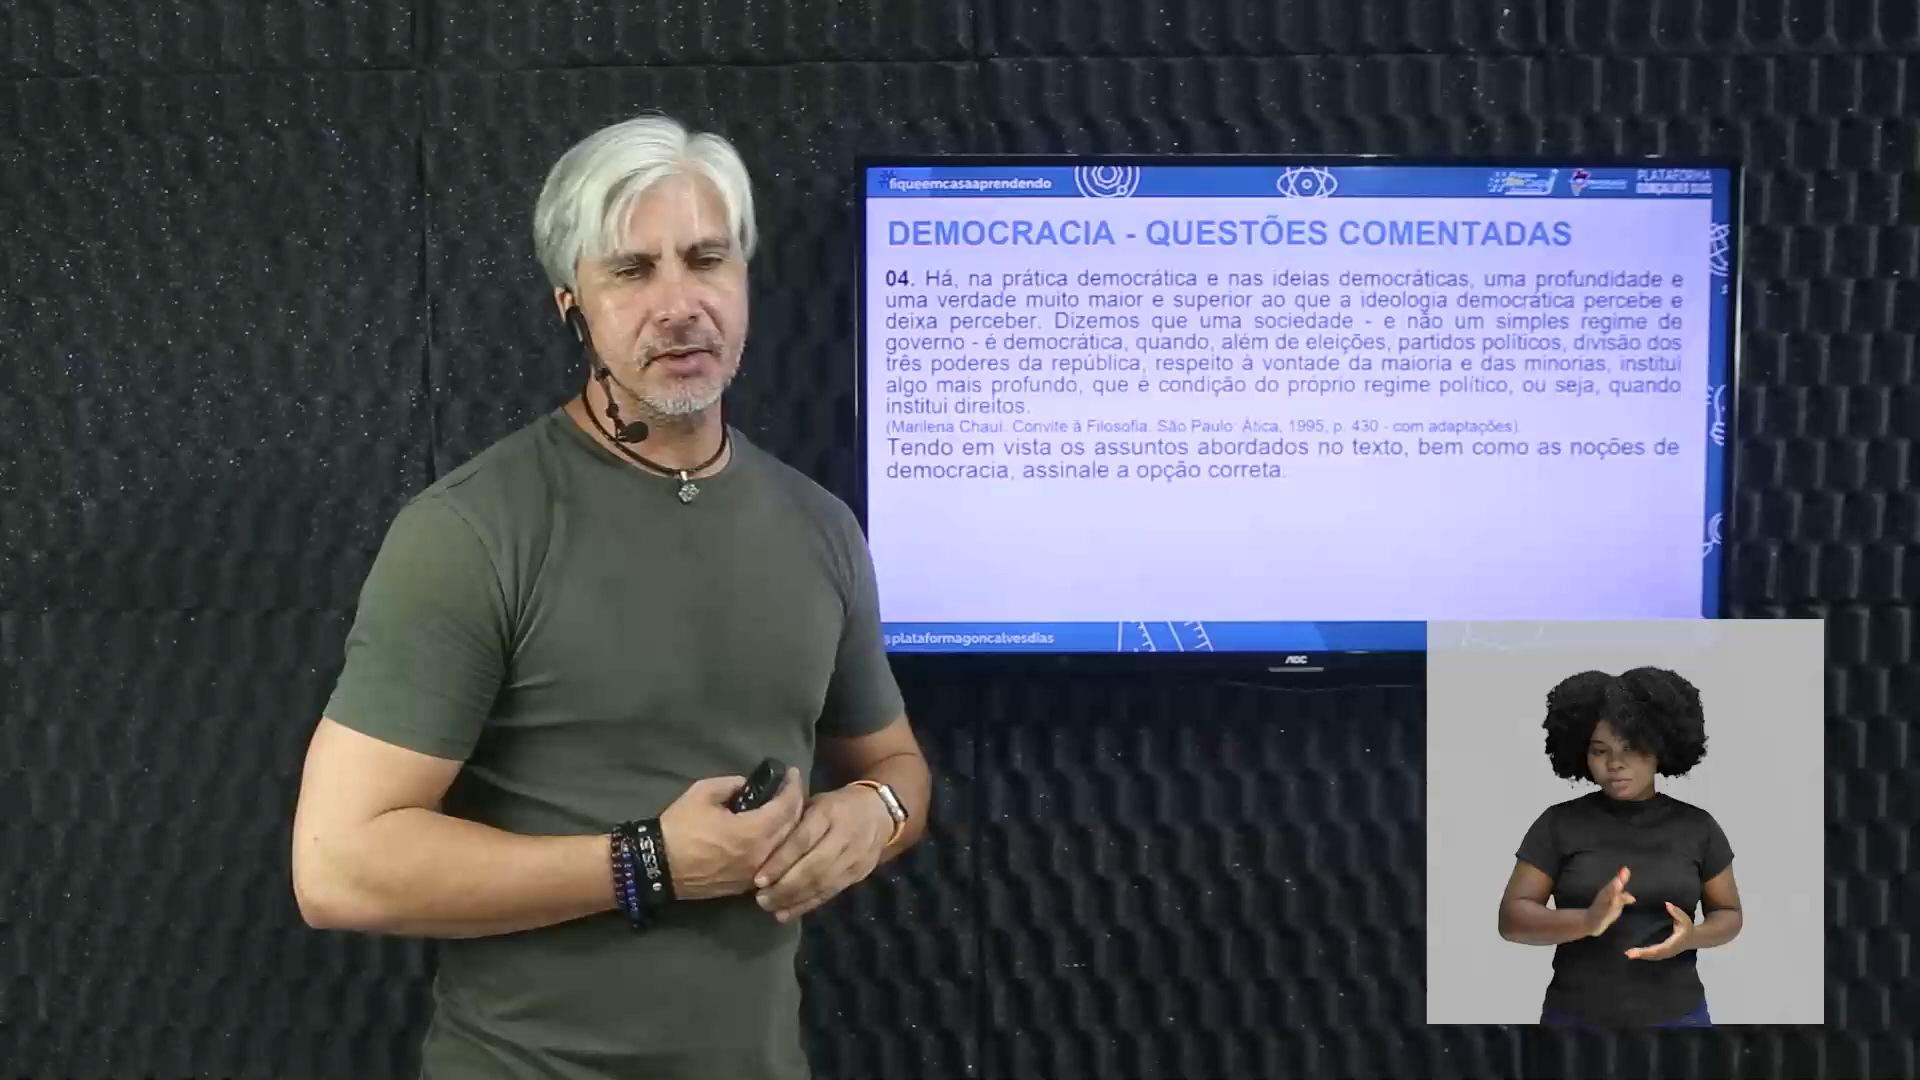 #fiqueemcasaaprendendo
PLATAFORMA
GONÇALVES DIAS
DEMOCRACIA - QUESTÕES COMENTADAS
04. Há, na prática democrática e nas ideias democráticas, uma profundidade e
uma verdade muito maior e superior ao que a ideologia democrática percebe e
deixa perceber. Dizemos que uma sociedade - e não um simples regime de
governo - é democrática, quando, além de eleições, partidos políticos, divisão dos
três poderes da república, respeito à vontade da maioria e das minorias, institui
algo mais profundo, que é condição do próprio regime político, ou seja, quando
institui direitos.
(Marilena Chauí. Convite à Filosofia. São Paulo: Ática, 1995, p. 430 - com adaptações).
Tendo em vista os assuntos abordados no texto, bem como as noções de
democracia, assinale a opção correta.
@plataformagoncalvesdias
AOC